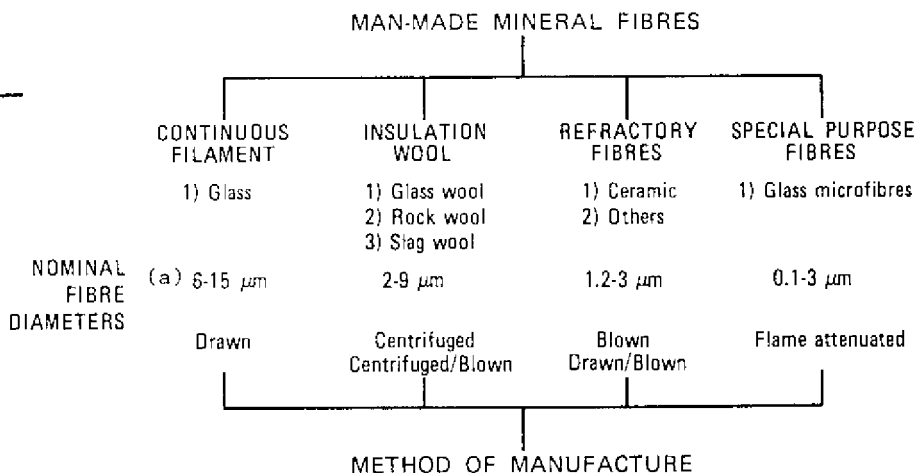 MAN-MADE MINERAL FIBRES
CONTINUOUS FILAMENT
1) Glass
INSULATION WOOL
1) Glass wool
2) Rock wool
3) Slag wool
REFRACTORY FIBRES
1) Ceramic
2) Others
SPECIAL PURPOSE FIBRES
1) Glass microfibres
NOMINAL FIBRE DIAMETERS
(a) 6-15 μm
2-9 μm
1.2-3 μm
0.1-3 μm
Drawn
Centrifuged
Centrifuged/Blown
Blown
Drawn/Blown
Flame attenuated
METHOD OF MANUFACTURE